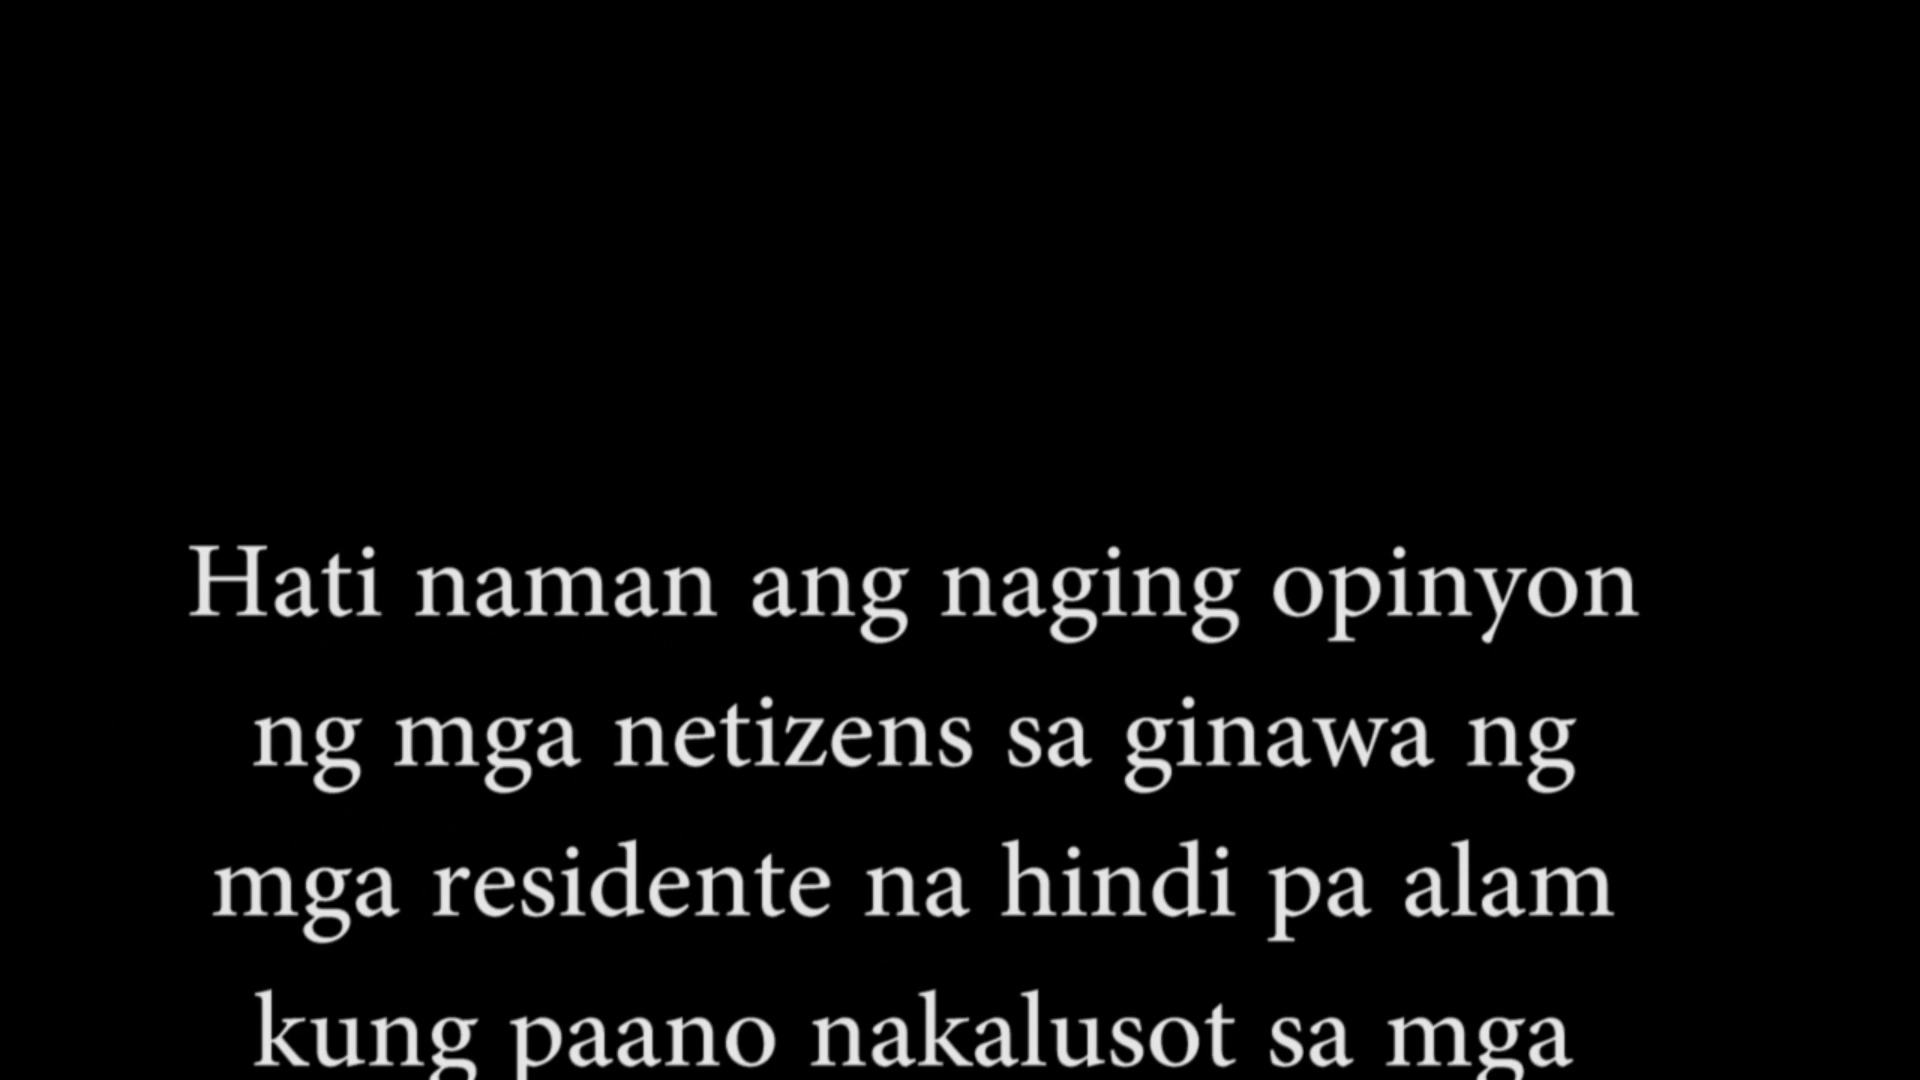 Hati naman ang naging opinyon
ng mga netizens sa ginawa ng
mga residente na hindi pa alam
kung paano nakalusot sa mga